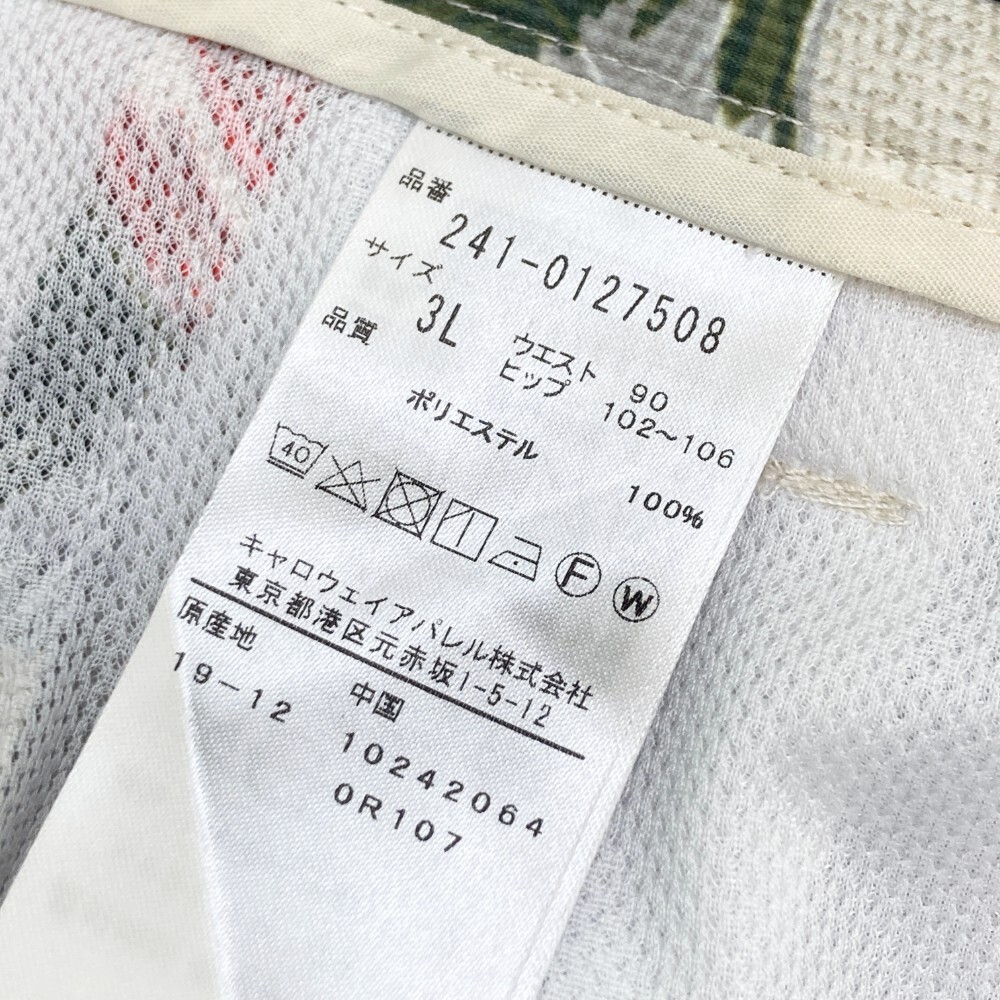 品番
241-0127508
サイズ
3L ウエスト 90
ヒップ 102~106
品質
ポリエステル 100%
40 F W
キャロウェイアパレル株式会社
東京都港区元赤坂1-5-12
原産地 中国
19-12 10242064
0R107